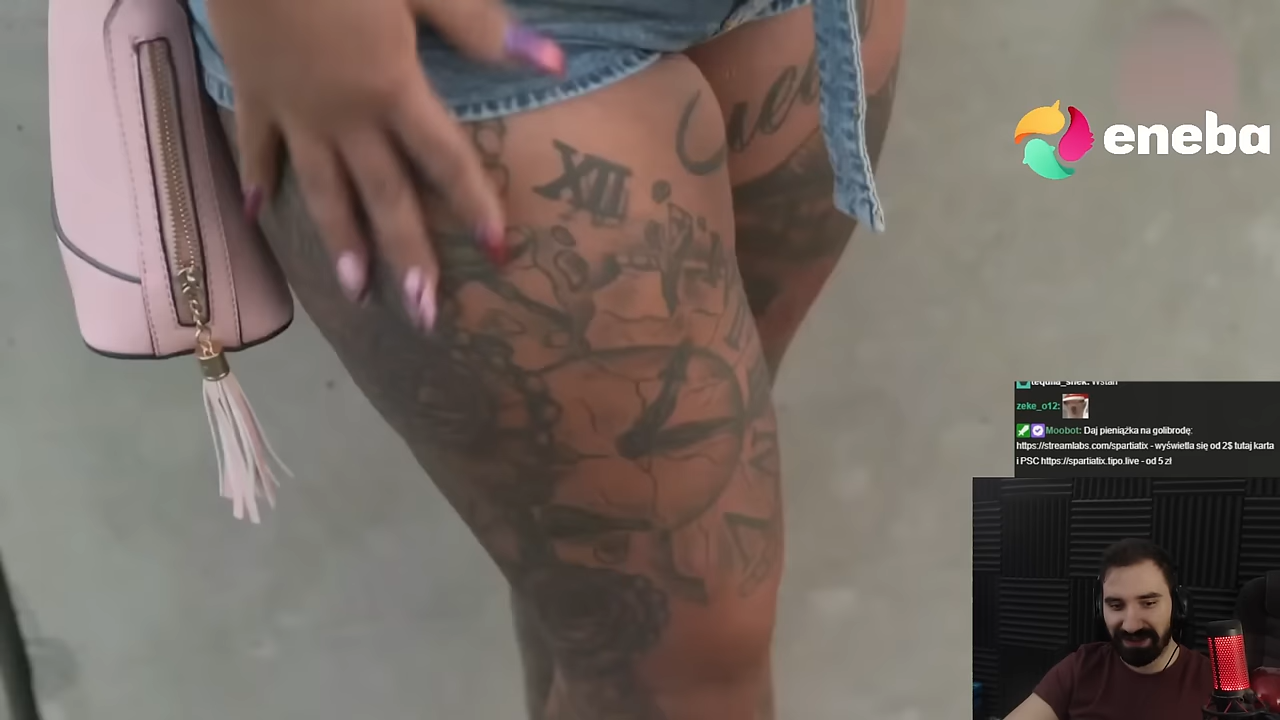 eneba
XII
zeke_o12:
Moobot: Daj pieniążka na golibrodę:
https://streamlabs.com/spartiatix - wyświetla się od 2$ tutaj karta
i PSC https://spartiatix.tipo.live - od 5 zł